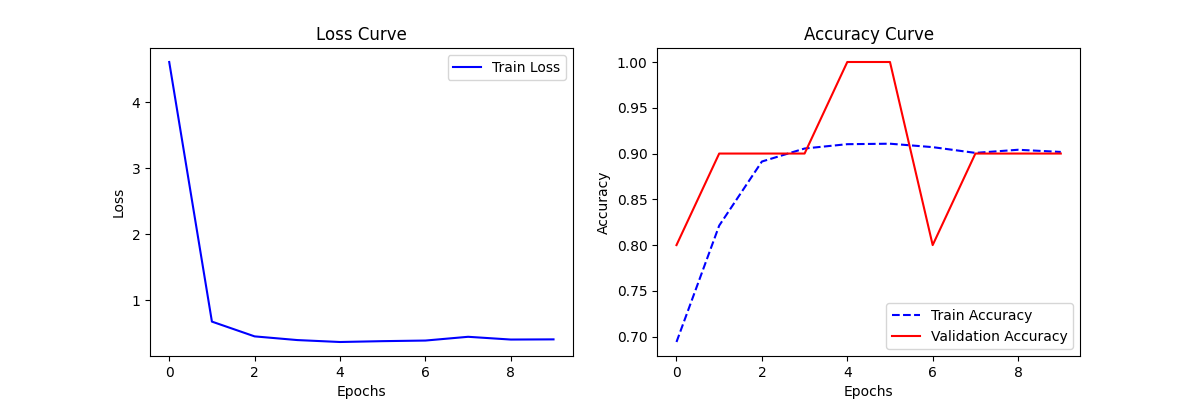 Loss Curve
Train Loss
4
3
2
1
Loss
0 2 4 6 8
Epochs
Accuracy Curve
1.00
0.95
0.90
0.85
0.80
0.75
0.70
Accuracy
Train Accuracy
Validation Accuracy
0 2 4 6 8
Epochs